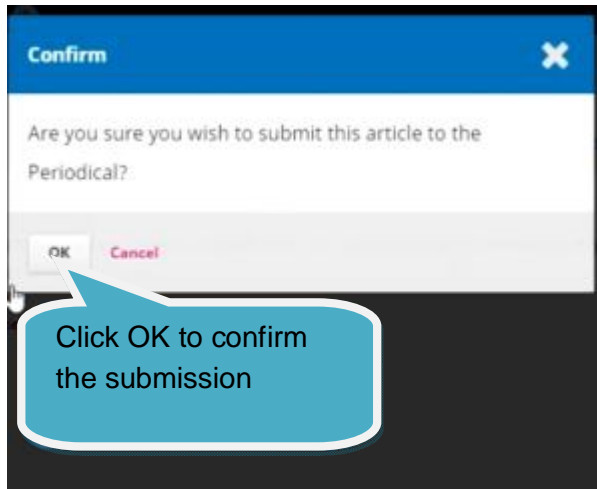 Confirm
Are you sure you wish to submit this article to the
Periodical?
OK Cancel
Click OK to confirm
the submission